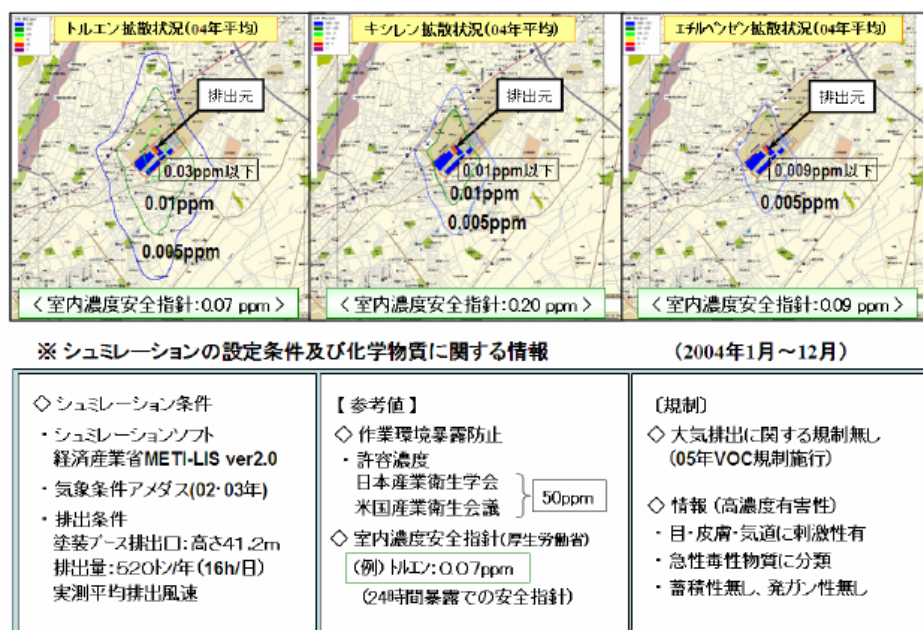 トルエン拡散状況(04年平均)
排出元
0.03ppm以下
0.01ppm
0.005ppm
< 室内濃度安全指針:0.07 ppm >
キシレン拡散状況(04年平均)
排出元
0.01ppm以下
0.01ppm
0.005ppm
< 室内濃度安全指針:0.20 ppm >
エチルベンゼン拡散状況(04年平均)
排出元
0.009ppm以下
0.005ppm
< 室内濃度安全指針:0.09 ppm >
※ シュミレーションの設定条件及び化学物質に関する情報 (2004年1月~12月)
◇ シュミレーション条件
・ シュミレーションソフト
経済産業省METI-LIS ver2.0
・ 気象条件アメダス(02・03年)
・ 排出条件
塗装ブース排出口:高さ41.2m
排出量:520トン/年(16h/日)
実測平均排出風速
【参考値】
◇ 作業環境暴露防止
・ 許容濃度
日本産業衛生学会
米国産業衛生会議
50ppm
◇ 室内濃度安全指針(厚生労働省)
(例)トルエン:0.07ppm
(24時間暴露での安全指針)
〔規制〕
◇ 大気排出に関する規制無し
(05年VOC規制施行)
◇ 情報(高濃度有害性)
・ 目・皮膚・気道に刺激性有
・ 急性毒性物質に分類
・ 蓄積性無し、発ガン性無し